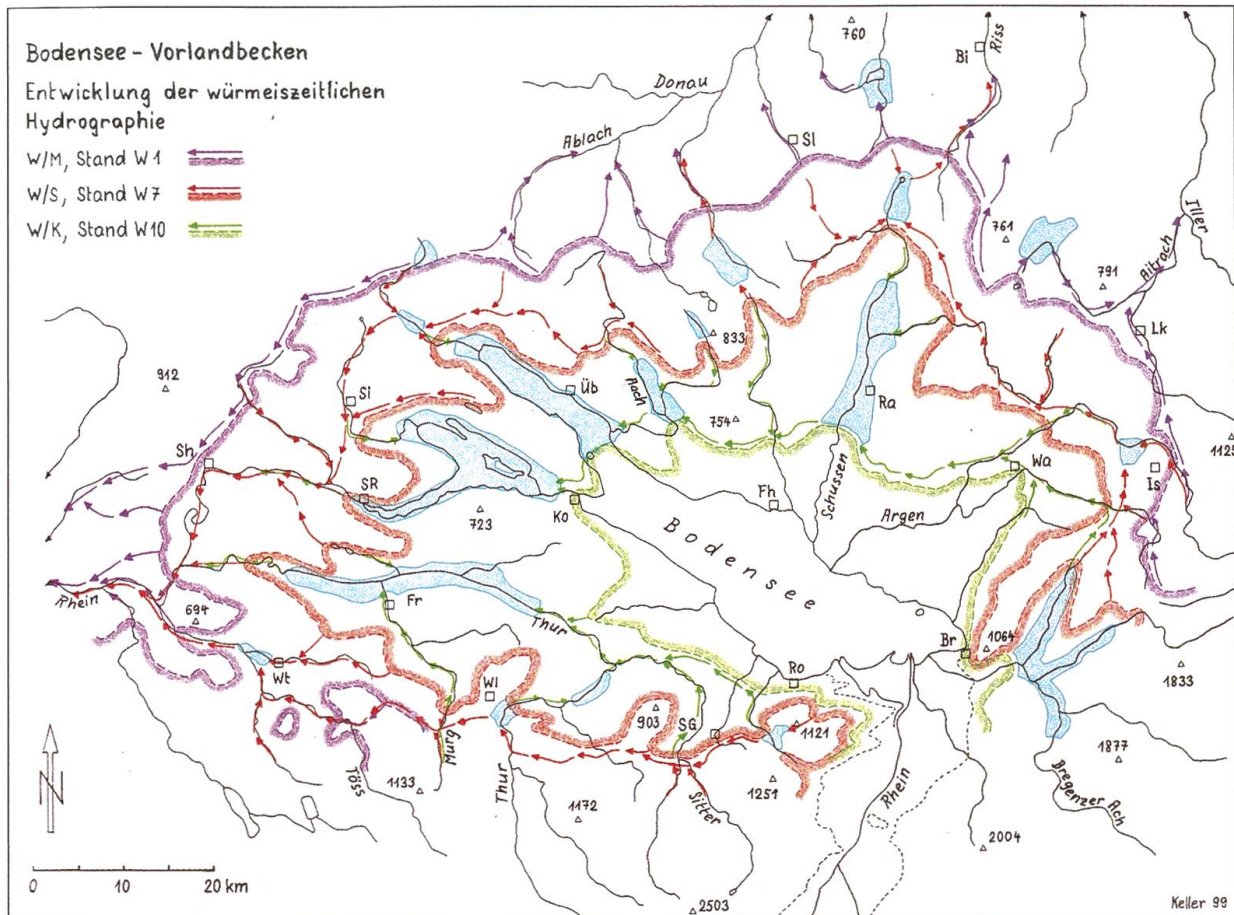 Bodensee - Vorlandbecken
Entwicklung der würmeiszeitlichen
Hydrographie
W/M, Stand W1
W/S, Stand W7
W/K, Stand W10
760
Bi
Riss
Donau
Ablach
Sl
Iller
761
791
Aitrach
Lk
833
912
Si
Üb
Aach
754
Ra
1125
Sh
Wa
Is
SR
723
Ko
Fh
Schussen
Argen
Bodensee
Rhein
694
Fr
Thur
Br
1064
Wt
Wl
Ro
903
SG
1121
1833
1877
Murg
Töss
1133
Thur
1172
Sitter
1251
Rhein
Bregenzer Ach
2004
N
0 10 20 km
2503
Keller 99